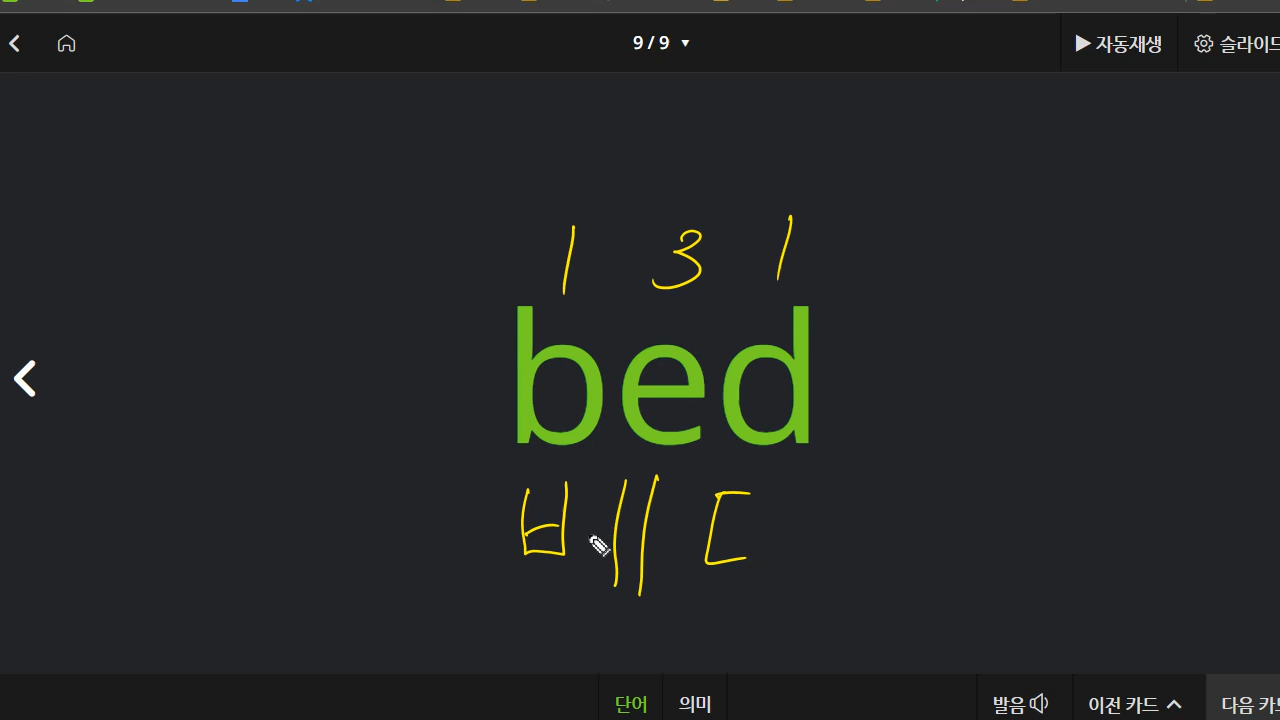 9 / 9 ▼
▶ 자동재생
슬라이드
1 3 1
bed
ㅂ ㅔ ㄷ
단어 의미
발음 이전 카드 다음 카드